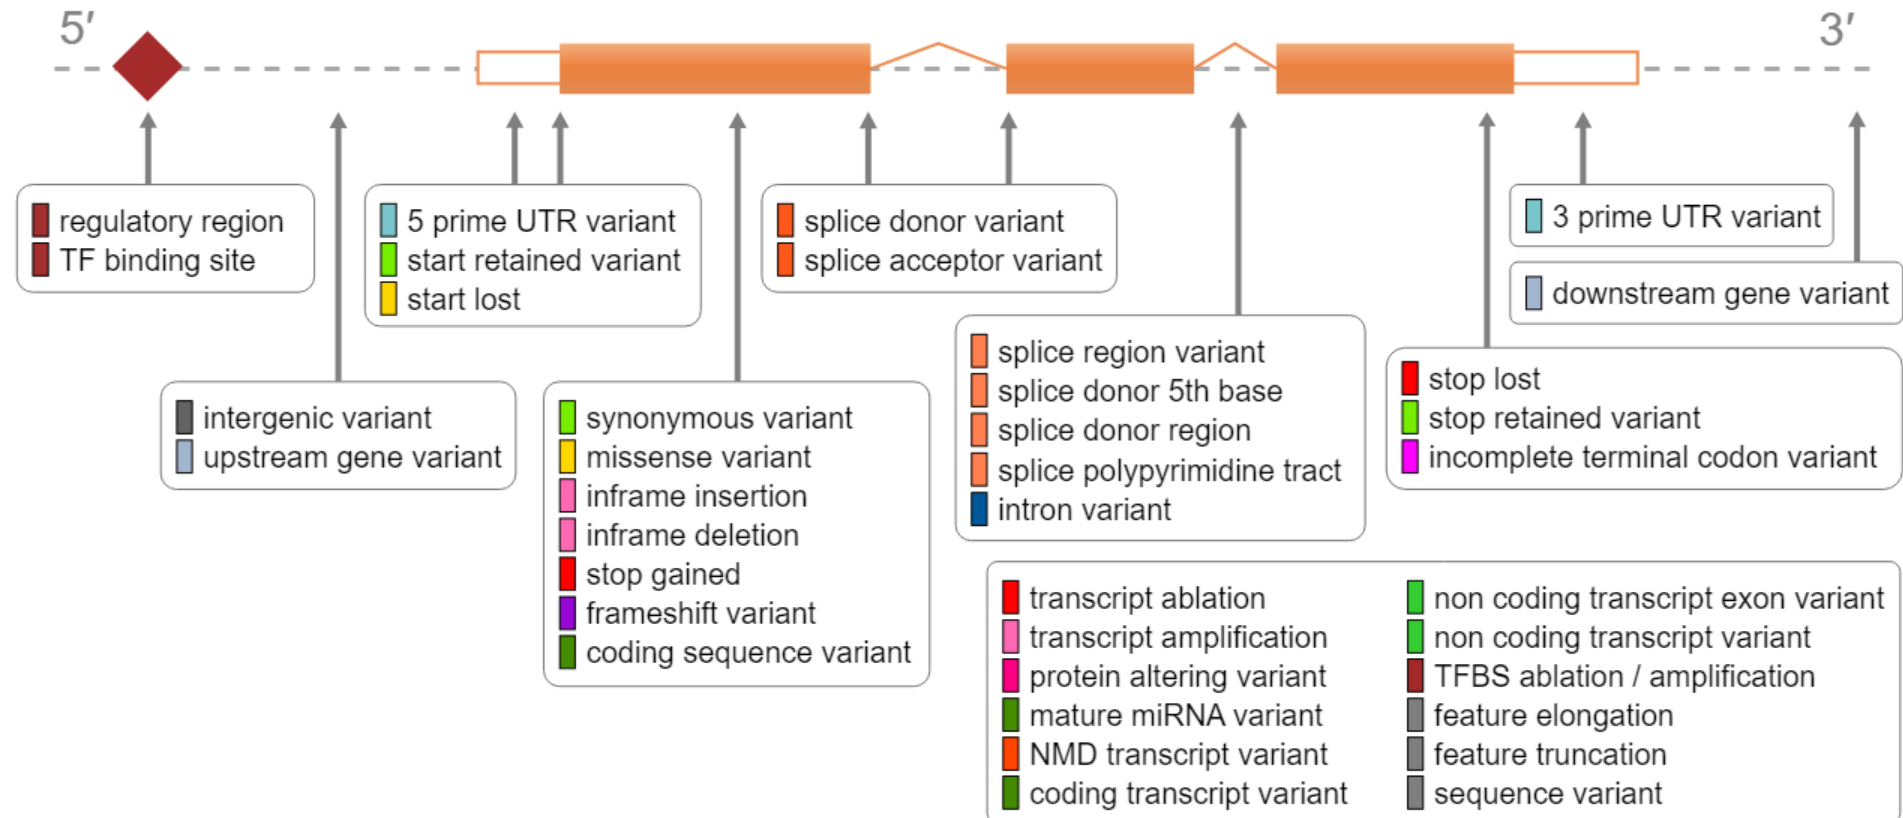 5′
3′
regulatory region
TF binding site
5 prime UTR variant
start retained variant
start lost
splice donor variant
splice acceptor variant
3 prime UTR variant
downstream gene variant
intergenic variant
upstream gene variant
synonymous variant
missense variant
inframe insertion
inframe deletion
stop gained
frameshift variant
coding sequence variant
splice region variant
splice donor 5th base
splice donor region
splice polypyrimidine tract
intron variant
stop lost
stop retained variant
incomplete terminal codon variant
transcript ablation
transcript amplification
protein altering variant
mature miRNA variant
NMD transcript variant
coding transcript variant
non coding transcript exon variant
non coding transcript variant
TFBS ablation / amplification
feature elongation
feature truncation
sequence variant